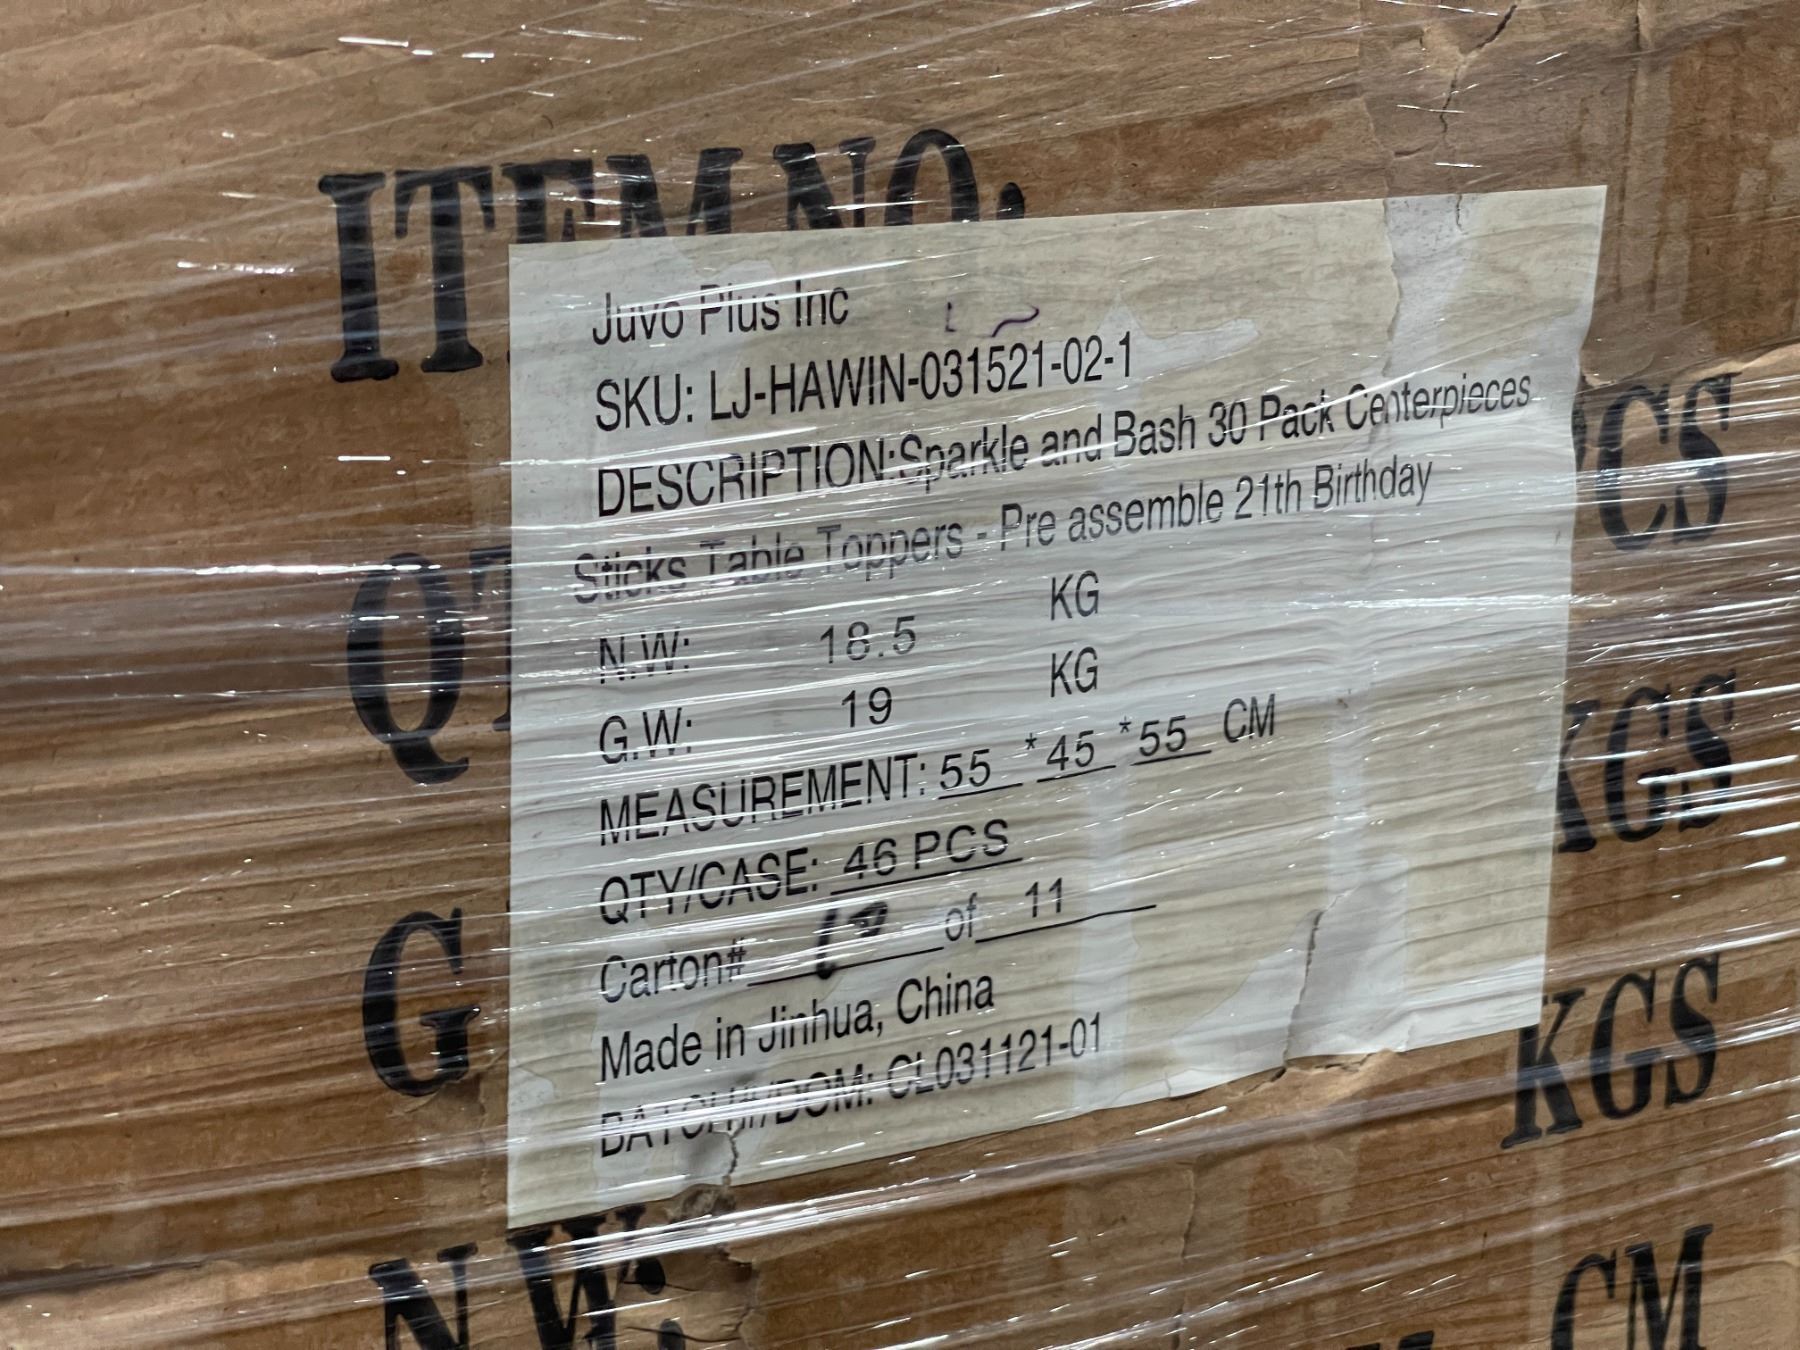 ITEM NO:
Juvo Plus Inc
SKU: LJ-HAWIN-031521-02-1
DESCRIPTION:Sparkle and Bash 30 Pack Centerpieces
Sticks Table Toppers - Pre assemble 21th Birthday
N.W: 18.5 KG
G.W: 19 KG
MEASUREMENT: 55 *45 *55 CM
QTY/CASE: 46 PCS
Carton# 10 of 11
Made in Jinhua, China
BATCH#/DOM: CL031121-01
PCS
KGS
G
KGS
N.W:
CM